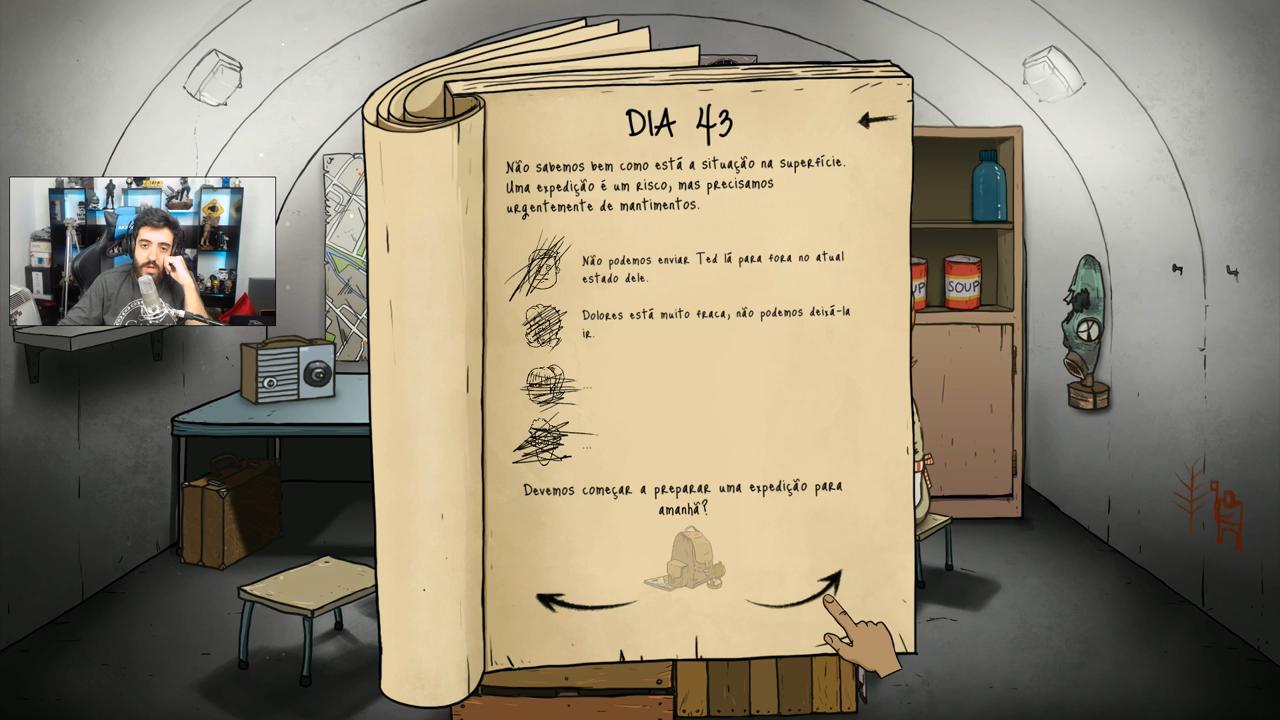 DIA 43
Não sabemos bem como está a situação na superfície.
Uma expedição é um risco, mas precisamos
urgentemente de mantimentos.
Não podemos enviar Ted lá para fora no atual
estado dele.
Dolores está muito fraca, não podemos deixá-la
ir.
...
...
Devemos começar a preparar uma expedição para
amanhã?
UP
SOUP